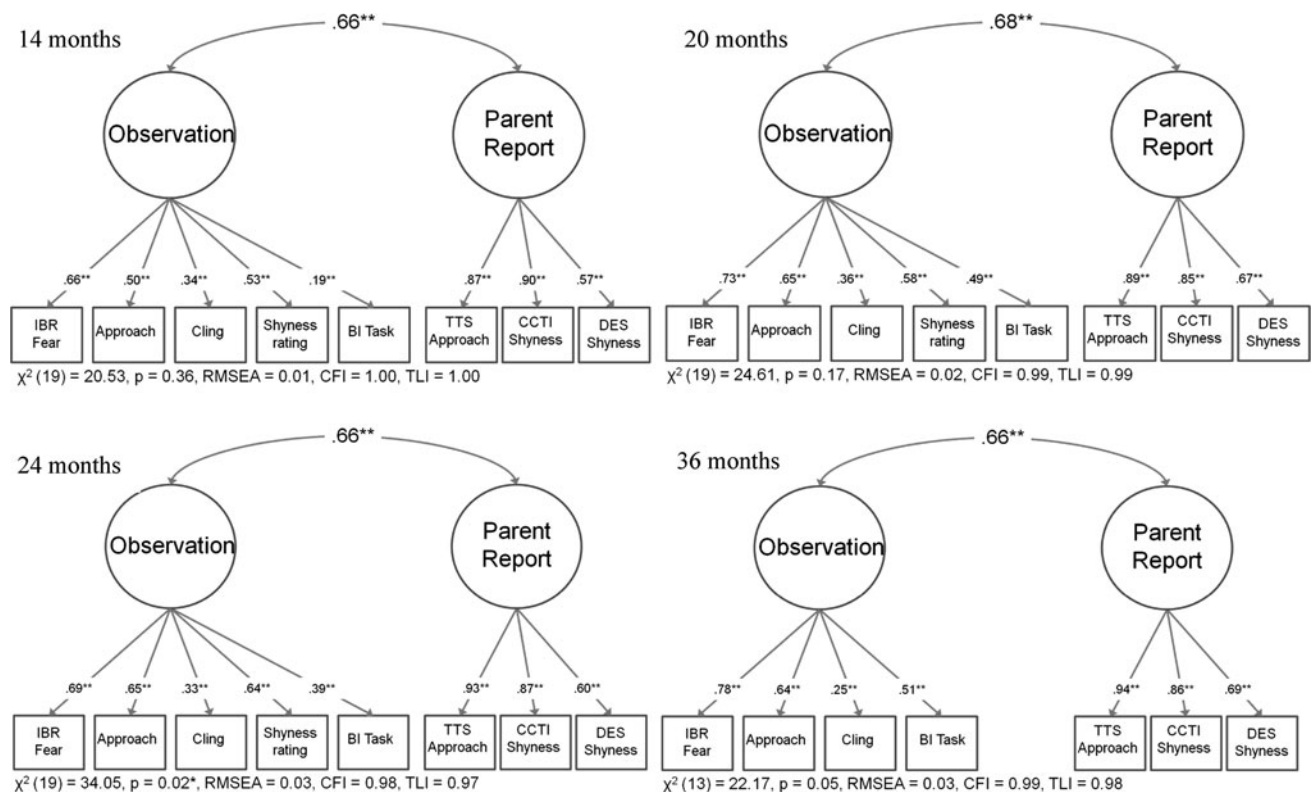 14 months
.66**
Observation
Parent
Report
.66**
.50**
.34**
.53**
.19**
.87**
.90**
.57**
IBR
Fear
Approach
Cling
Shyness
rating
BI Task
TTS
Approach
CCTI
Shyness
DES
Shyness
χ² (19) = 20.53, p = 0.36, RMSEA = 0.01, CFI = 1.00, TLI = 1.00
20 months
.68**
Observation
Parent
Report
.73**
.65**
.36**
.58**
.49**
.89**
.85**
.67**
IBR
Fear
Approach
Cling
Shyness
rating
BI Task
TTS
Approach
CCTI
Shyness
DES
Shyness
χ² (19) = 24.61, p = 0.17, RMSEA = 0.02, CFI = 0.99, TLI = 0.99
24 months
.66**
Observation
Parent
Report
.69**
.65**
.33**
.64**
.39**
.93**
.87**
.60**
IBR
Fear
Approach
Cling
Shyness
rating
BI Task
TTS
Approach
CCTI
Shyness
DES
Shyness
χ² (19) = 34.05, p = 0.02*, RMSEA = 0.03, CFI = 0.98, TLI = 0.97
36 months
.66**
Observation
Parent
Report
.78**
.64**
.25**
.51**
.94**
.86**
.69**
IBR
Fear
Approach
Cling
BI Task
TTS
Approach
CCTI
Shyness
DES
Shyness
χ² (13) = 22.17, p = 0.05, RMSEA = 0.03, CFI = 0.99, TLI = 0.98